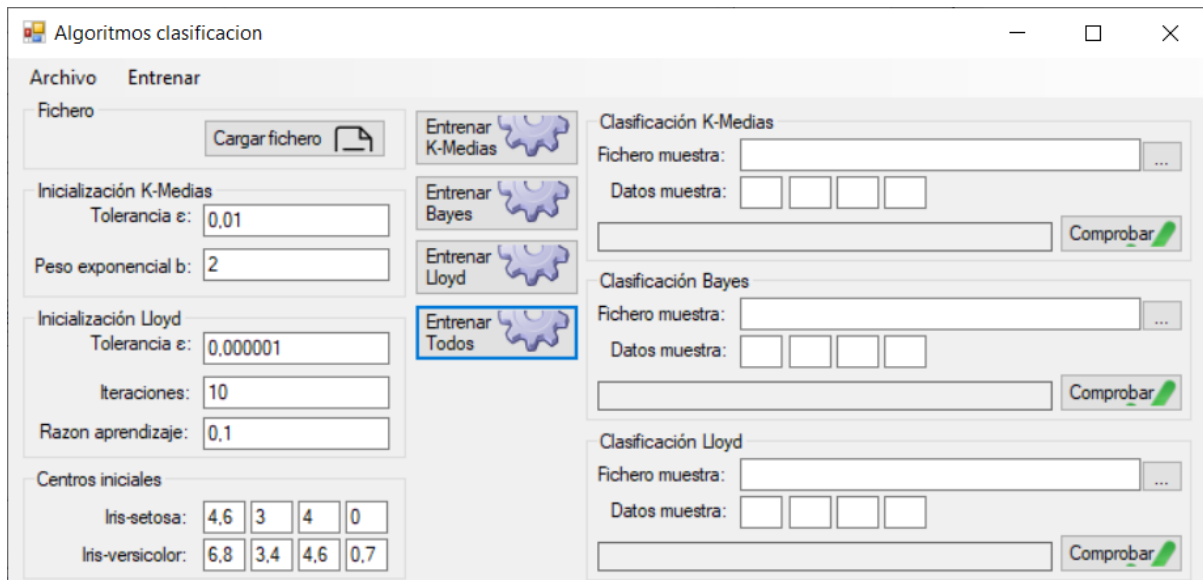 Algoritmos clasificacion
Archivo Entrenar
Fichero
Cargar fichero
Inicialización K-Medias
Tolerancia ε: 0,01
Peso exponencial b: 2
Inicialización Lloyd
Tolerancia ε: 0,000001
Iteraciones: 10
Razon aprendizaje: 0,1
Centros iniciales
Iris-setosa: 4,6 3 4 0
Iris-versicolor: 6,8 3,4 4,6 0,7
Entrenar
K-Medias
Entrenar
Bayes
Entrenar
Lloyd
Entrenar
Todos
Clasificación K-Medias
Fichero muestra: ...
Datos muestra:
Comprobar
Clasificación Bayes
Fichero muestra: ...
Datos muestra:
Comprobar
Clasificación Lloyd
Fichero muestra: ...
Datos muestra:
Comprobar